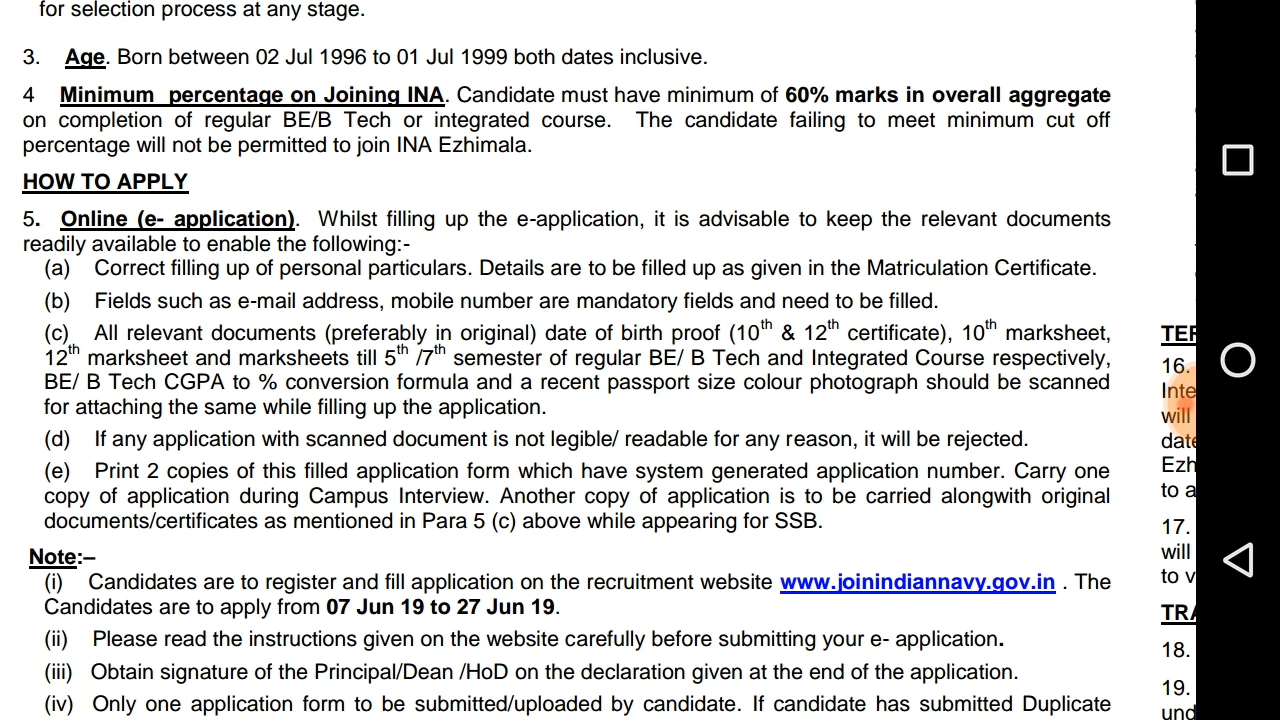 for selection process at any stage.
3. Age. Born between 02 Jul 1996 to 01 Jul 1999 both dates inclusive.
4 Minimum percentage on Joining INA. Candidate must have minimum of 60% marks in overall aggregate
on completion of regular BE/B Tech or integrated course. The candidate failing to meet minimum cut off
percentage will not be permitted to join INA Ezhimala.
HOW TO APPLY
5. Online (e- application). Whilst filling up the e-application, it is advisable to keep the relevant documents
readily available to enable the following:-
(a) Correct filling up of personal particulars. Details are to be filled up as given in the Matriculation Certificate.
(b) Fields such as e-mail address, mobile number are mandatory fields and need to be filled.
(c) All relevant documents (preferably in original) date of birth proof (10th & 12th certificate), 10th marksheet,
12th marksheet and marksheets till 5th /7th semester of regular BE/ B Tech and Integrated Course respectively,
BE/ B Tech CGPA to % conversion formula and a recent passport size colour photograph should be scanned
for attaching the same while filling up the application.
(d) If any application with scanned document is not legible/ readable for any reason, it will be rejected.
(e) Print 2 copies of this filled application form which have system generated application number. Carry one
copy of application during Campus Interview. Another copy of application is to be carried alongwith original
documents/certificates as mentioned in Para 5 (c) above while appearing for SSB.
Note:–
(i) Candidates are to register and fill application on the recruitment website www.joinindiannavy.gov.in . The
Candidates are to apply from 07 Jun 19 to 27 Jun 19.
(ii) Please read the instructions given on the website carefully before submitting your e- application.
(iii) Obtain signature of the Principal/Dean /HoD on the declaration given at the end of the application.
(iv) Only one application form to be submitted/uploaded by candidate. If candidate has submitted Duplicate
16.
will
to a
17.
will
to v
18.
19.